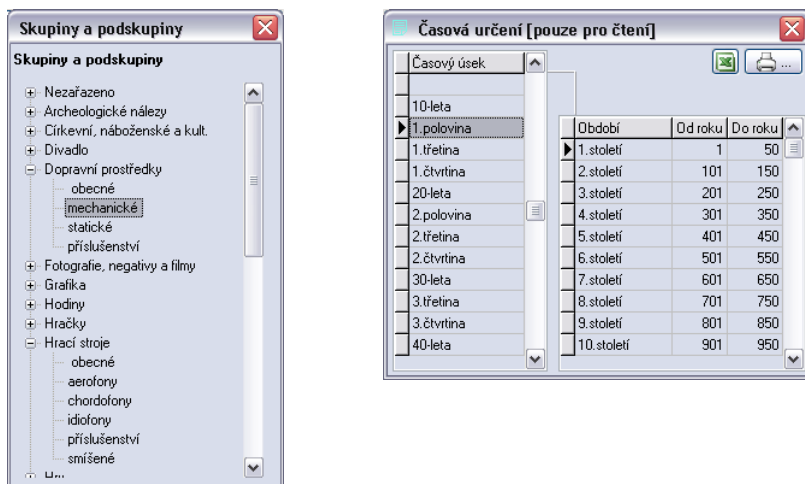 Skupiny a podskupiny
Skupiny a podskupiny
Nezařazeno
Archeologické nálezy
Církevní, náboženské a kult.
Divadlo
Dopravní prostředky
obecné
mechanické
statické
příslušenství
Fotografie, negativy a filmy
Grafika
Hodiny
Hračky
Hrací stroje
obecné
aerofony
chordofony
idiofony
příslušenství
smíšené
Časová určení [pouze pro čtení]
...
Časový úsek
10-leta
1.polovina
1.třetina
1.čtvrtina
20-leta
2.polovina
2.třetina
2.čtvrtina
30-leta
3.třetina
3.čtvrtina
40-leta
Období Od roku Do roku
1.století 1 50
2.století 101 150
3.století 201 250
4.století 301 350
5.století 401 450
6.století 501 550
7.století 601 650
8.století 701 750
9.století 801 850
10.století 901 950